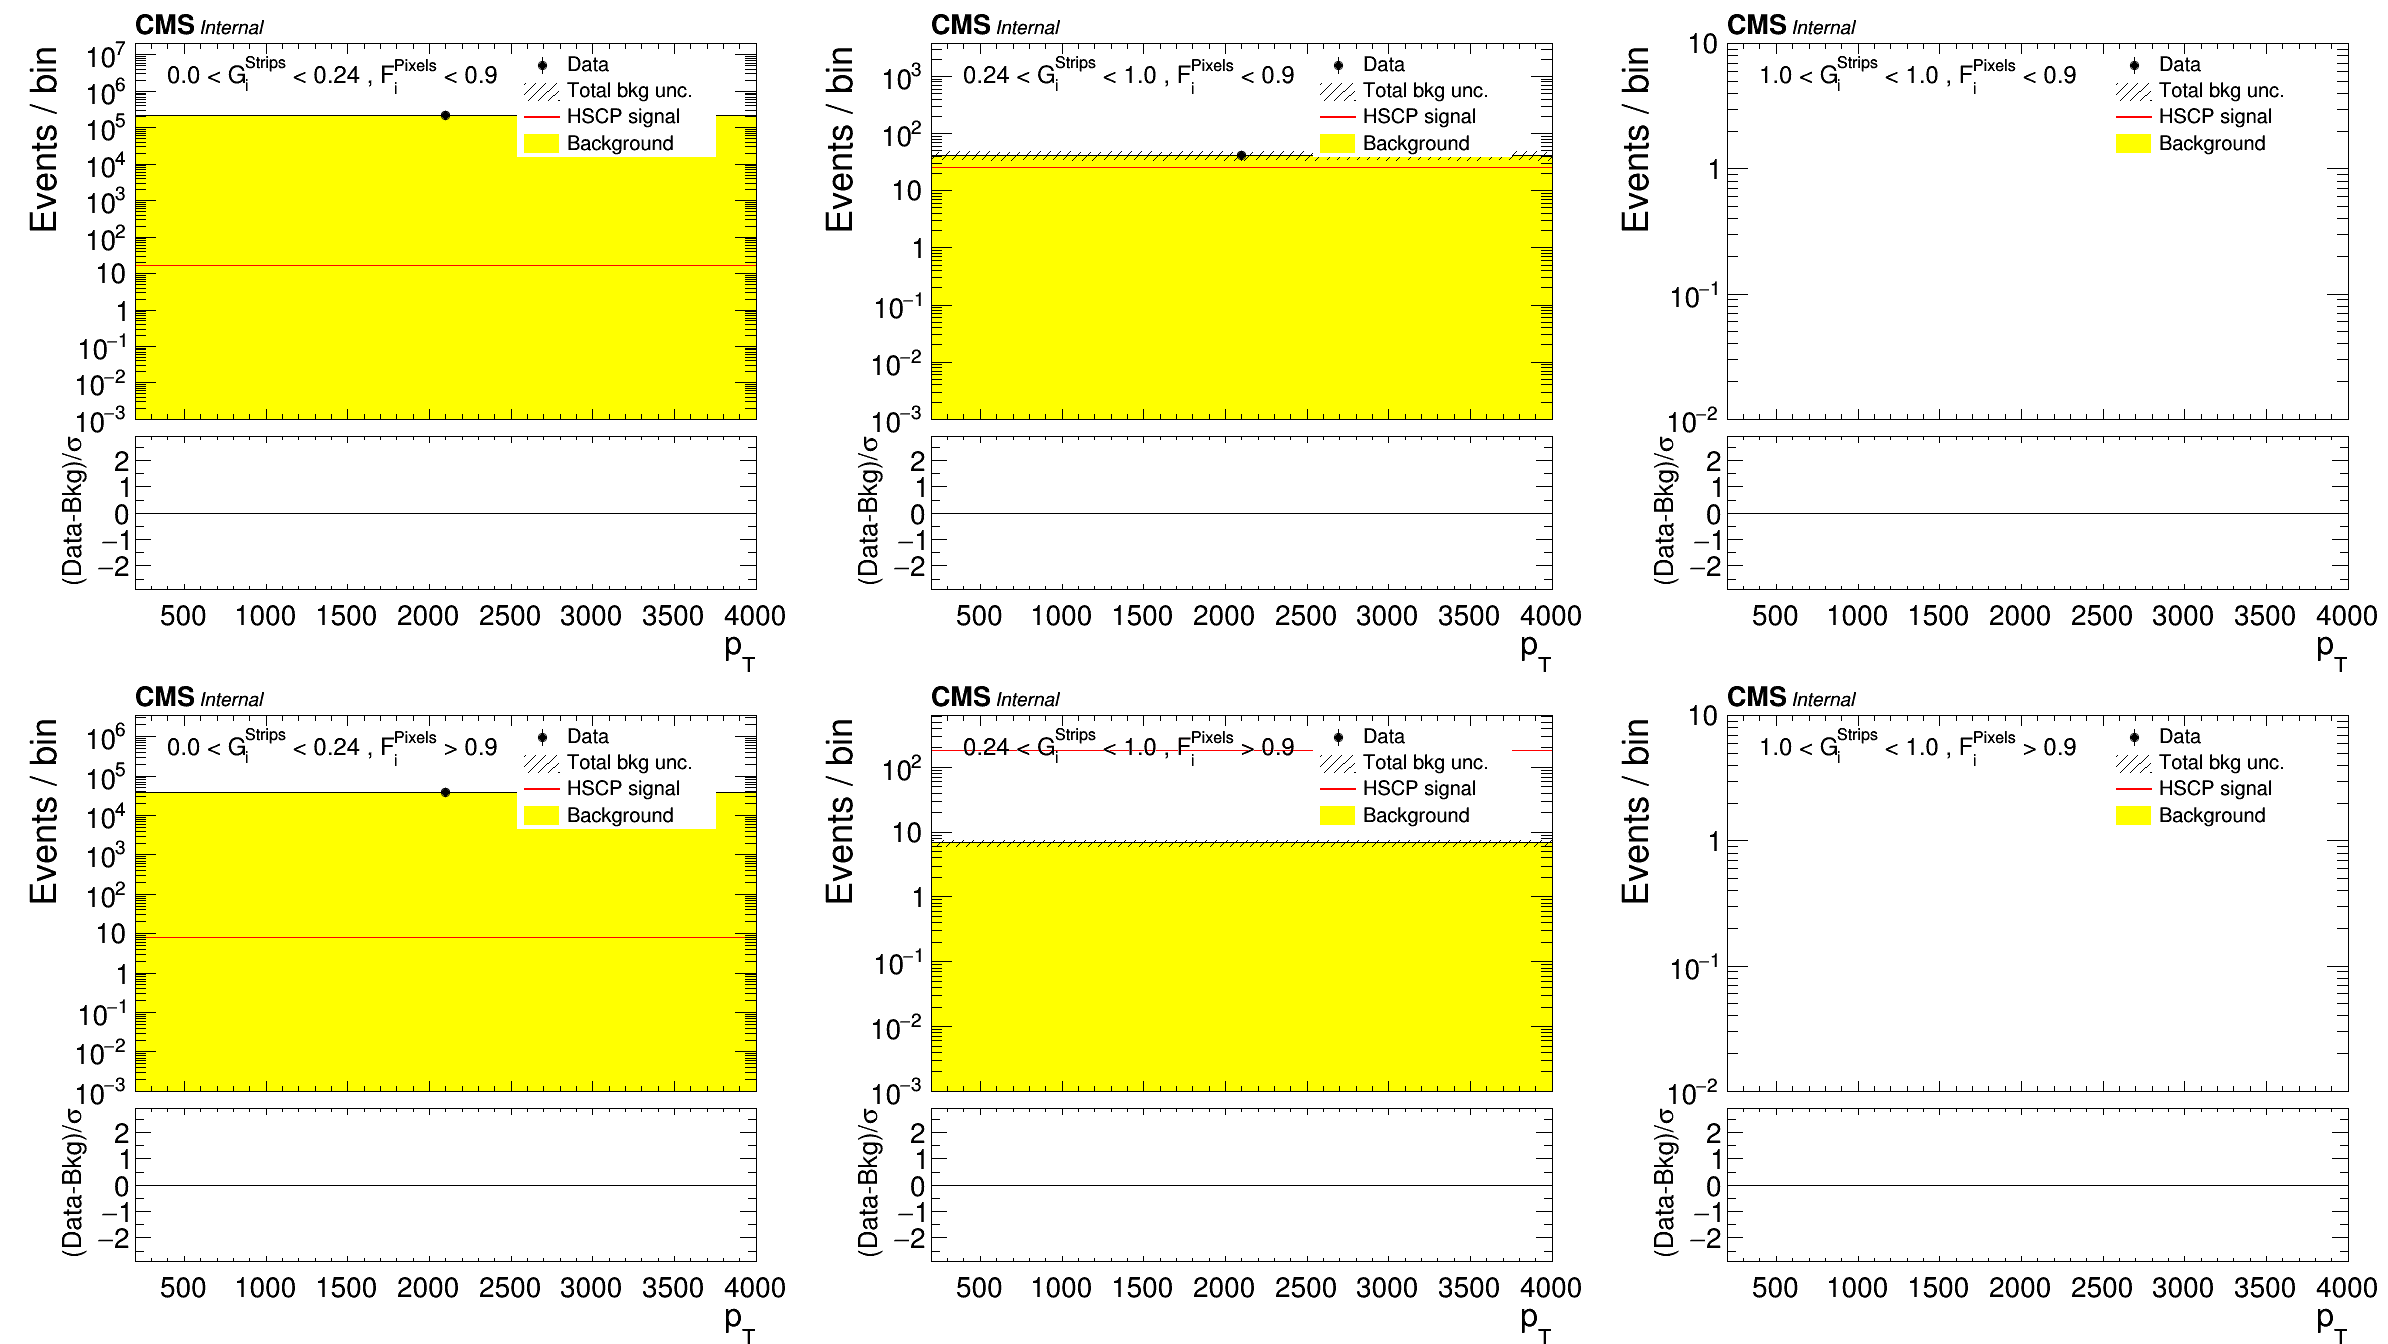 CMS Internal
Events / bin
0.0 < G_i^Strips < 0.24 , F_i^Pixels < 0.9
Data
Total bkg unc.
HSCP signal
Background
10^7
10^6
10^5
10^4
10^3
10^2
10
1
10^−1
10^−2
10^−3
(Data-Bkg)/σ
2
1
0
−1
−2
500 1000 1500 2000 2500 3000 3500 4000
p_T
CMS Internal
Events / bin
0.24 < G_i^Strips < 1.0 , F_i^Pixels < 0.9
Data
Total bkg unc.
HSCP signal
Background
10^3
10^2
10
1
10^−1
10^−2
10^−3
(Data-Bkg)/σ
2
1
0
−1
−2
500 1000 1500 2000 2500 3000 3500 4000
p_T
CMS Internal
Events / bin
1.0 < G_i^Strips < 1.0 , F_i^Pixels < 0.9
Data
Total bkg unc.
HSCP signal
Background
10
1
10^−1
10^−2
(Data-Bkg)/σ
2
1
0
−1
−2
500 1000 1500 2000 2500 3000 3500 4000
p_T
CMS Internal
Events / bin
0.0 < G_i^Strips < 0.24 , F_i^Pixels > 0.9
Data
Total bkg unc.
HSCP signal
Background
10^6
10^5
10^4
10^3
10^2
10
1
10^−1
10^−2
10^−3
(Data-Bkg)/σ
2
1
0
−1
−2
500 1000 1500 2000 2500 3000 3500 4000
p_T
CMS Internal
Events / bin
0.24 < G_i^Strips < 1.0 , F_i^Pixels > 0.9
Data
Total bkg unc.
HSCP signal
Background
10^2
10
1
10^−1
10^−2
10^−3
(Data-Bkg)/σ
2
1
0
−1
−2
500 1000 1500 2000 2500 3000 3500 4000
p_T
CMS Internal
Events / bin
1.0 < G_i^Strips < 1.0 , F_i^Pixels > 0.9
Data
Total bkg unc.
HSCP signal
Background
10
1
10^−1
10^−2
(Data-Bkg)/σ
2
1
0
−1
−2
500 1000 1500 2000 2500 3000 3500 4000
p_T